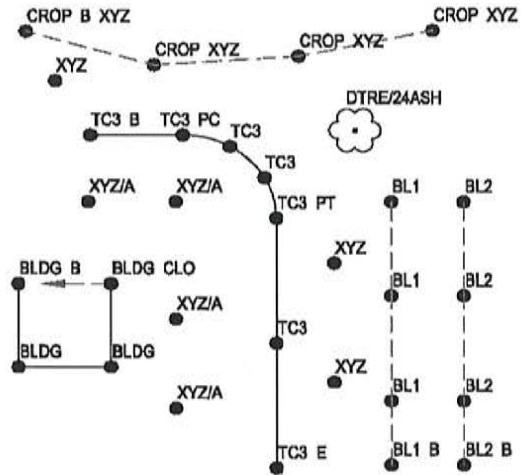 CROP B XYZ
CROP XYZ
CROP XYZ
CROP XYZ
XYZ
DTRE/24ASH
TC3 B
TC3 PC
TC3
TC3
XYZ/A
XYZ/A
TC3 PT
BL1
BL2
XYZ
BLDG B
BLDG CLO
BL1
BL2
XYZ/A
TC3
BLDG
BLDG
XYZ
XYZ/A
BL1
BL2
TC3 E
BL1 B
BL2 B